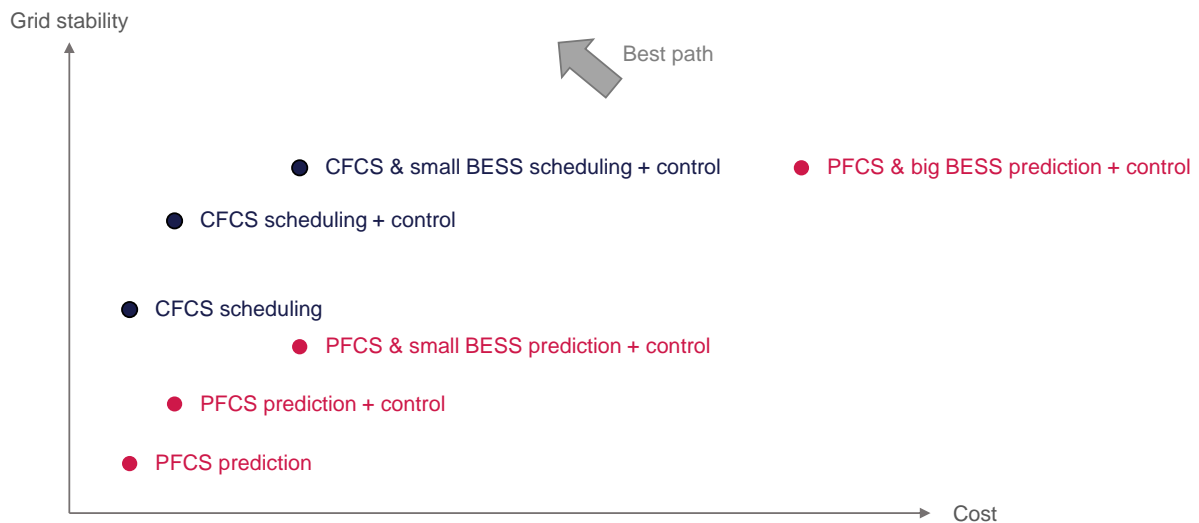 Grid stability
Best path
CFCS & small BESS scheduling + control
PFCS & big BESS prediction + control
CFCS scheduling + control
CFCS scheduling
PFCS & small BESS prediction + control
PFCS prediction + control
PFCS prediction
Cost